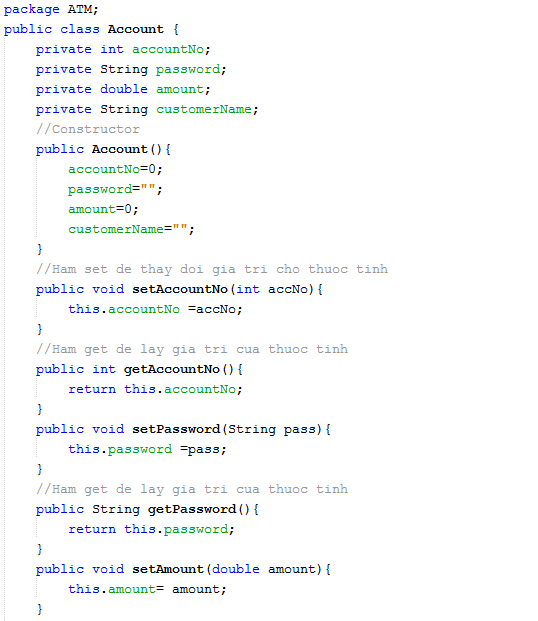 package ATM;
public class Account {
    private int accountNo;
    private String password;
    private double amount;
    private String customerName;
    //Constructor
    public Account(){
        accountNo=0;
        password="";
        amount=0;
        customerName="";
    }
    //Ham set de thay doi gia tri cho thuoc tinh
    public void setAccountNo(int accNo){
        this.accountNo =accNo;
    }
    //Ham get de lay gia tri cua thuoc tinh
    public int getAccountNo(){
        return this.accountNo;
    }
    public void setPassword(String pass){
        this.password =pass;
    }
    //Ham get de lay gia tri cua thuoc tinh
    public String getPassword(){
        return this.password;
    }
    public void setAmount(double amount){
        this.amount= amount;
    }